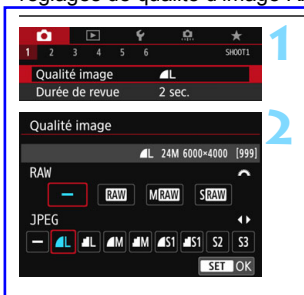 réglages de qualité d'image
1 2 3 4 5 6 SHOOT1
Qualité image L
Durée de revue 2 sec.
1
Qualité image
2
L 24M 6000×4000 [999]
RAW
– RAW MRAW SRAW
JPEG
– L L M M S1 S1 S2 S3
SET OK